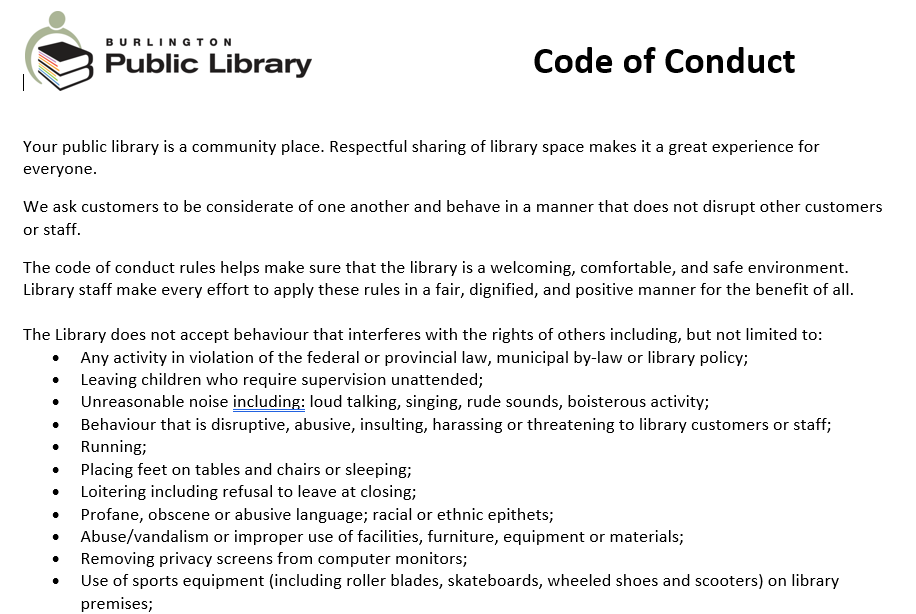 BURLINGTON
Public Library
Code of Conduct
Your public library is a community place. Respectful sharing of library space makes it a great experience for
everyone.
We ask customers to be considerate of one another and behave in a manner that does not disrupt other customers
or staff.
The code of conduct rules helps make sure that the library is a welcoming, comfortable, and safe environment.
Library staff make every effort to apply these rules in a fair, dignified, and positive manner for the benefit of all.
The Library does not accept behaviour that interferes with the rights of others including, but not limited to:
• Any activity in violation of the federal or provincial law, municipal by-law or library policy;
• Leaving children who require supervision unattended;
• Unreasonable noise including: loud talking, singing, rude sounds, boisterous activity;
• Behaviour that is disruptive, abusive, insulting, harassing or threatening to library customers or staff;
• Running;
• Placing feet on tables and chairs or sleeping;
• Loitering including refusal to leave at closing;
• Profane, obscene or abusive language; racial or ethnic epithets;
• Abuse/vandalism or improper use of facilities, furniture, equipment or materials;
• Removing privacy screens from computer monitors;
• Use of sports equipment (including roller blades, skateboards, wheeled shoes and scooters) on library
premises;